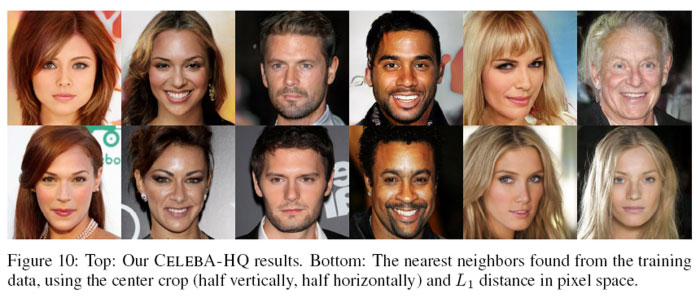 Figure 10: Top: Our CELEBA-HQ results. Bottom: The nearest neighbors found from the training
data, using the center crop (half vertically, half horizontally) and L₁ distance in pixel space.